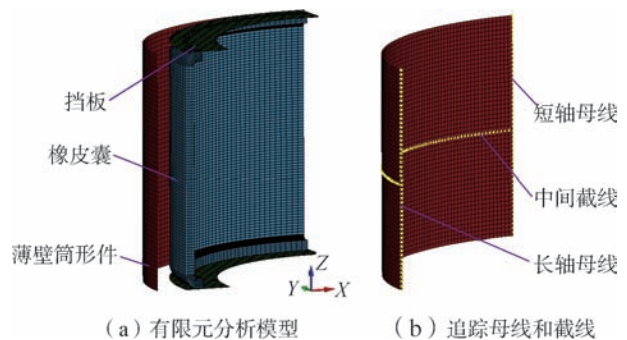 挡板
橡皮囊
薄壁筒形件
Z
Y
X
短轴母线
中间截线
长轴母线
(a)有限元分析模型
(b)追踪母线和截线